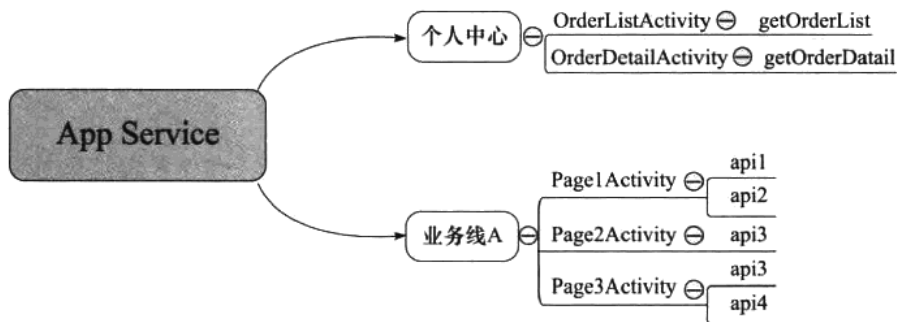 App Service
个人中心
OrderListActivity getOrderList
OrderDetailActivity getOrderDatail
业务线A
Page1Activity api1
api2
Page2Activity api3
Page3Activity api3
api4